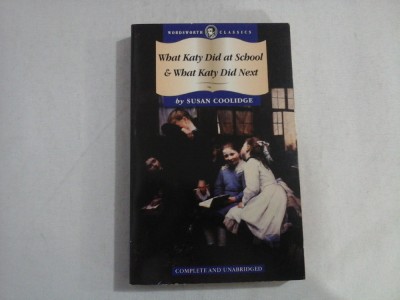 WORDSWORTH CLASSICS
What Katy Did at School
& What Katy Did Next
by SUSAN COOLIDGE
COMPLETE AND UNABRIDGED